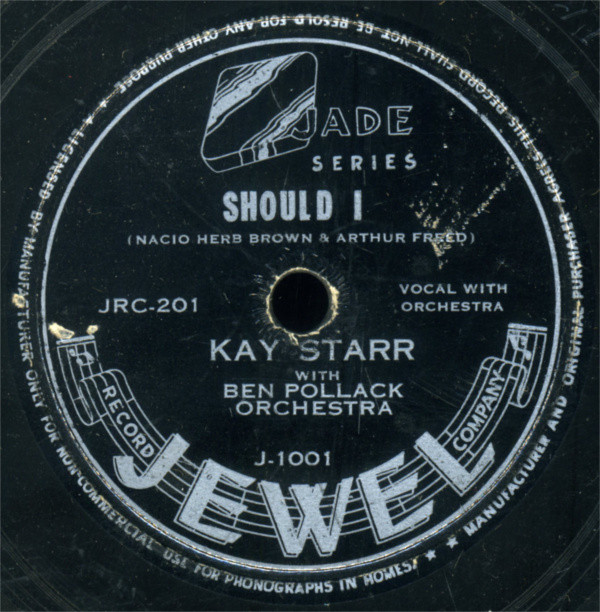 JADE
SERIES
SHOULD I
(NACIO HERB BROWN & ARTHUR FREED)
JRC-201
VOCAL WITH
ORCHESTRA
KAY STARR
WITH
BEN POLLACK
ORCHESTRA
J-1001
RECORD
JEWEL
COMPANY
★ MANUFACTURER AND ORIGINAL PURCHASER AGREE THIS RECORD SHALL NOT BE RESOLD FOR ANY OTHER PURPOSE ★ ★ LICENSED BY MANUFACTURER ONLY FOR NON-COMMERCIAL USE FOR PHONOGRAPHS IN HOMES. ★